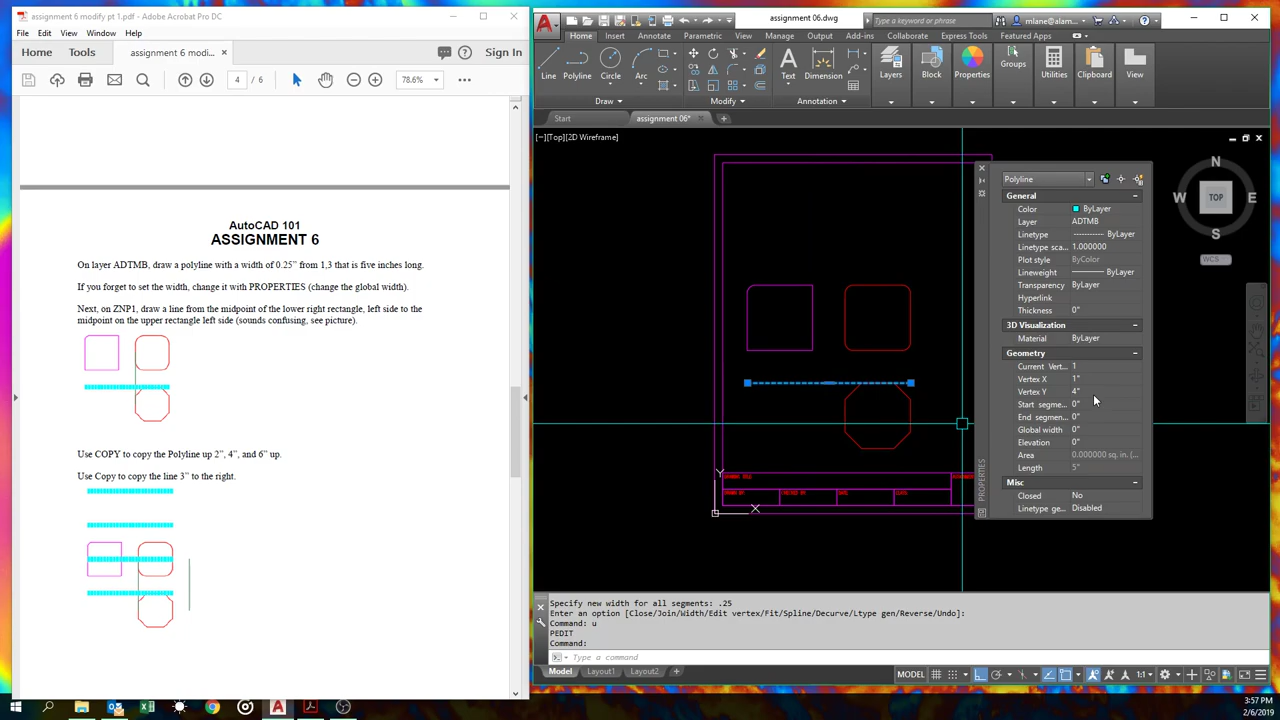 assignment 6 modify pt 1.pdf - Adobe Acrobat Pro DC
File Edit View Window Help
Home Tools assignment 6 modi... × Sign In
4 / 6 78.6%
AutoCAD 101
ASSIGNMENT 6
On layer ADTMB, draw a polyline with a width of 0.25” from 1,3 that is five inches long.
If you forget to set the width, change it with PROPERTIES (change the global width).
Next, on ZNP1, draw a line from the midpoint of the lower right rectangle, left side to the
midpoint on the upper rectangle left side (sounds confusing, see picture).
Use COPY to copy the Polyline up 2”, 4”, and 6” up.
Use Copy to copy the line 3” to the right.
assignment 06.dwg Type a keyword or phrase mlane@alam...
Home Insert Annotate Parametric View Manage Output Add-ins Collaborate Express Tools Featured Apps
Line Polyline Circle Arc Text Dimension Layers Block Properties Groups Utilities Clipboard View
Draw Modify Annotation
Start assignment 06*
[−][Top][2D Wireframe]
N
W TOP E
S
WCS
Polyline
General
Color ByLayer
Layer ADTMB
Linetype ByLayer
Linetype sca... 1.000000
Plot style ByColor
Lineweight ByLayer
Transparency ByLayer
Hyperlink
Thickness 0"
3D Visualization
Material ByLayer
Geometry
Current Vert... 1
Vertex X 1"
Vertex Y 4"
Start segme... 0"
End segmen... 0"
Global width 0"
Elevation 0"
Area 0.000000 sq. in. (...
Length 5"
Misc
Closed No
Linetype ge... Disabled
PROPERTIES
Y
X
DRAWN BY: CHECKED BY: DATE CLASS
Specify new width for all segments: .25
Enter an option [Close/Join/Width/Edit vertex/Fit/Spline/Decurve/Ltype gen/Reverse/Undo]:
Command: u
PEDIT
Command:
Type a command
Model Layout1 Layout2 + MODEL 1:1
3:57 PM
2/6/2019